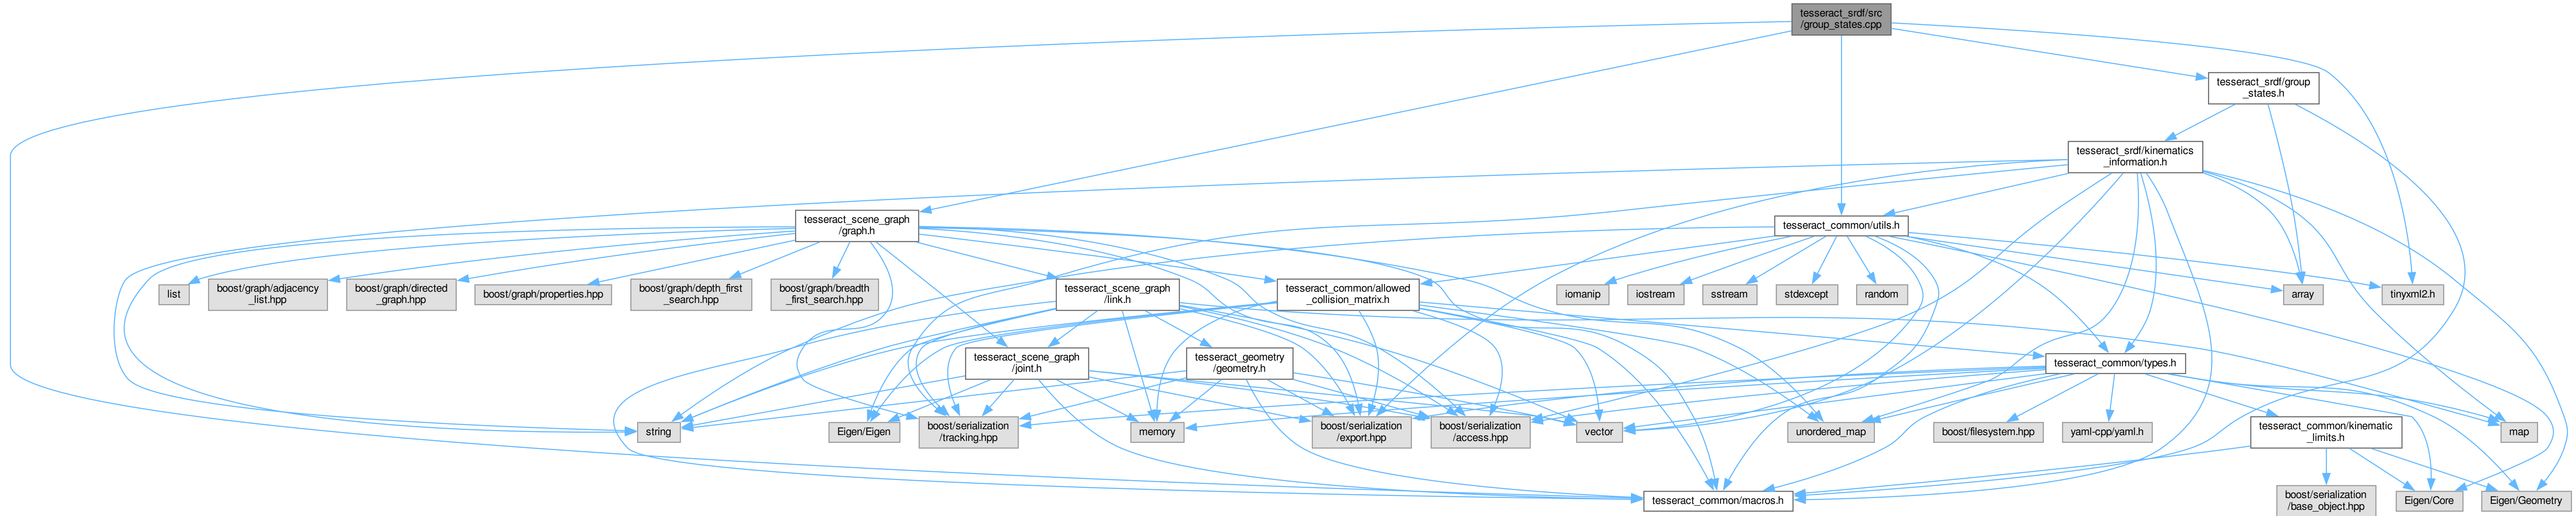 tesseract_srdf/src
/group_states.cpp
tesseract_srdf/group
_states.h
tesseract_srdf/kinematics
_information.h
tesseract_scene_graph
/graph.h
tesseract_common/utils.h
list
boost/graph/adjacency
_list.hpp
boost/graph/directed
_graph.hpp
boost/graph/properties.hpp
boost/graph/depth_first
_search.hpp
boost/graph/breadth
_first_search.hpp
tesseract_scene_graph
/link.h
tesseract_common/allowed
_collision_matrix.h
iomanip
iostream
sstream
stdexcept
random
array
tinyxml2.h
tesseract_scene_graph
/joint.h
tesseract_geometry
/geometry.h
tesseract_common/types.h
string
Eigen/Eigen
boost/serialization
/tracking.hpp
memory
boost/serialization
/export.hpp
boost/serialization
/access.hpp
vector
unordered_map
boost/filesystem.hpp
yaml-cpp/yaml.h
tesseract_common/kinematic
_limits.h
map
tesseract_common/macros.h
boost/serialization
/base_object.hpp
Eigen/Core
Eigen/Geometry